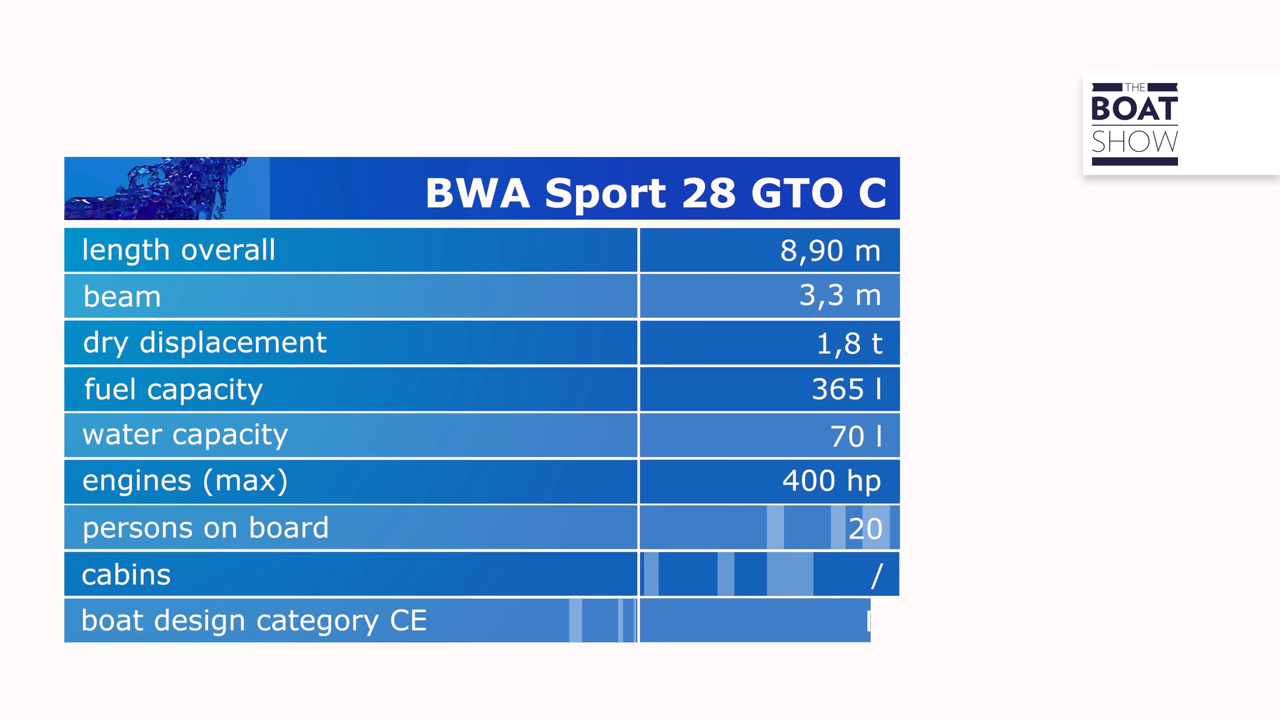 THE
BOAT
SHOW
BWA Sport 28 GTO C
length overall 8,90 m
beam 3,3 m
dry displacement 1,8 t
fuel capacity 365 l
water capacity 70 l
engines (max) 400 hp
persons on board 20
cabins /
boat design category CE